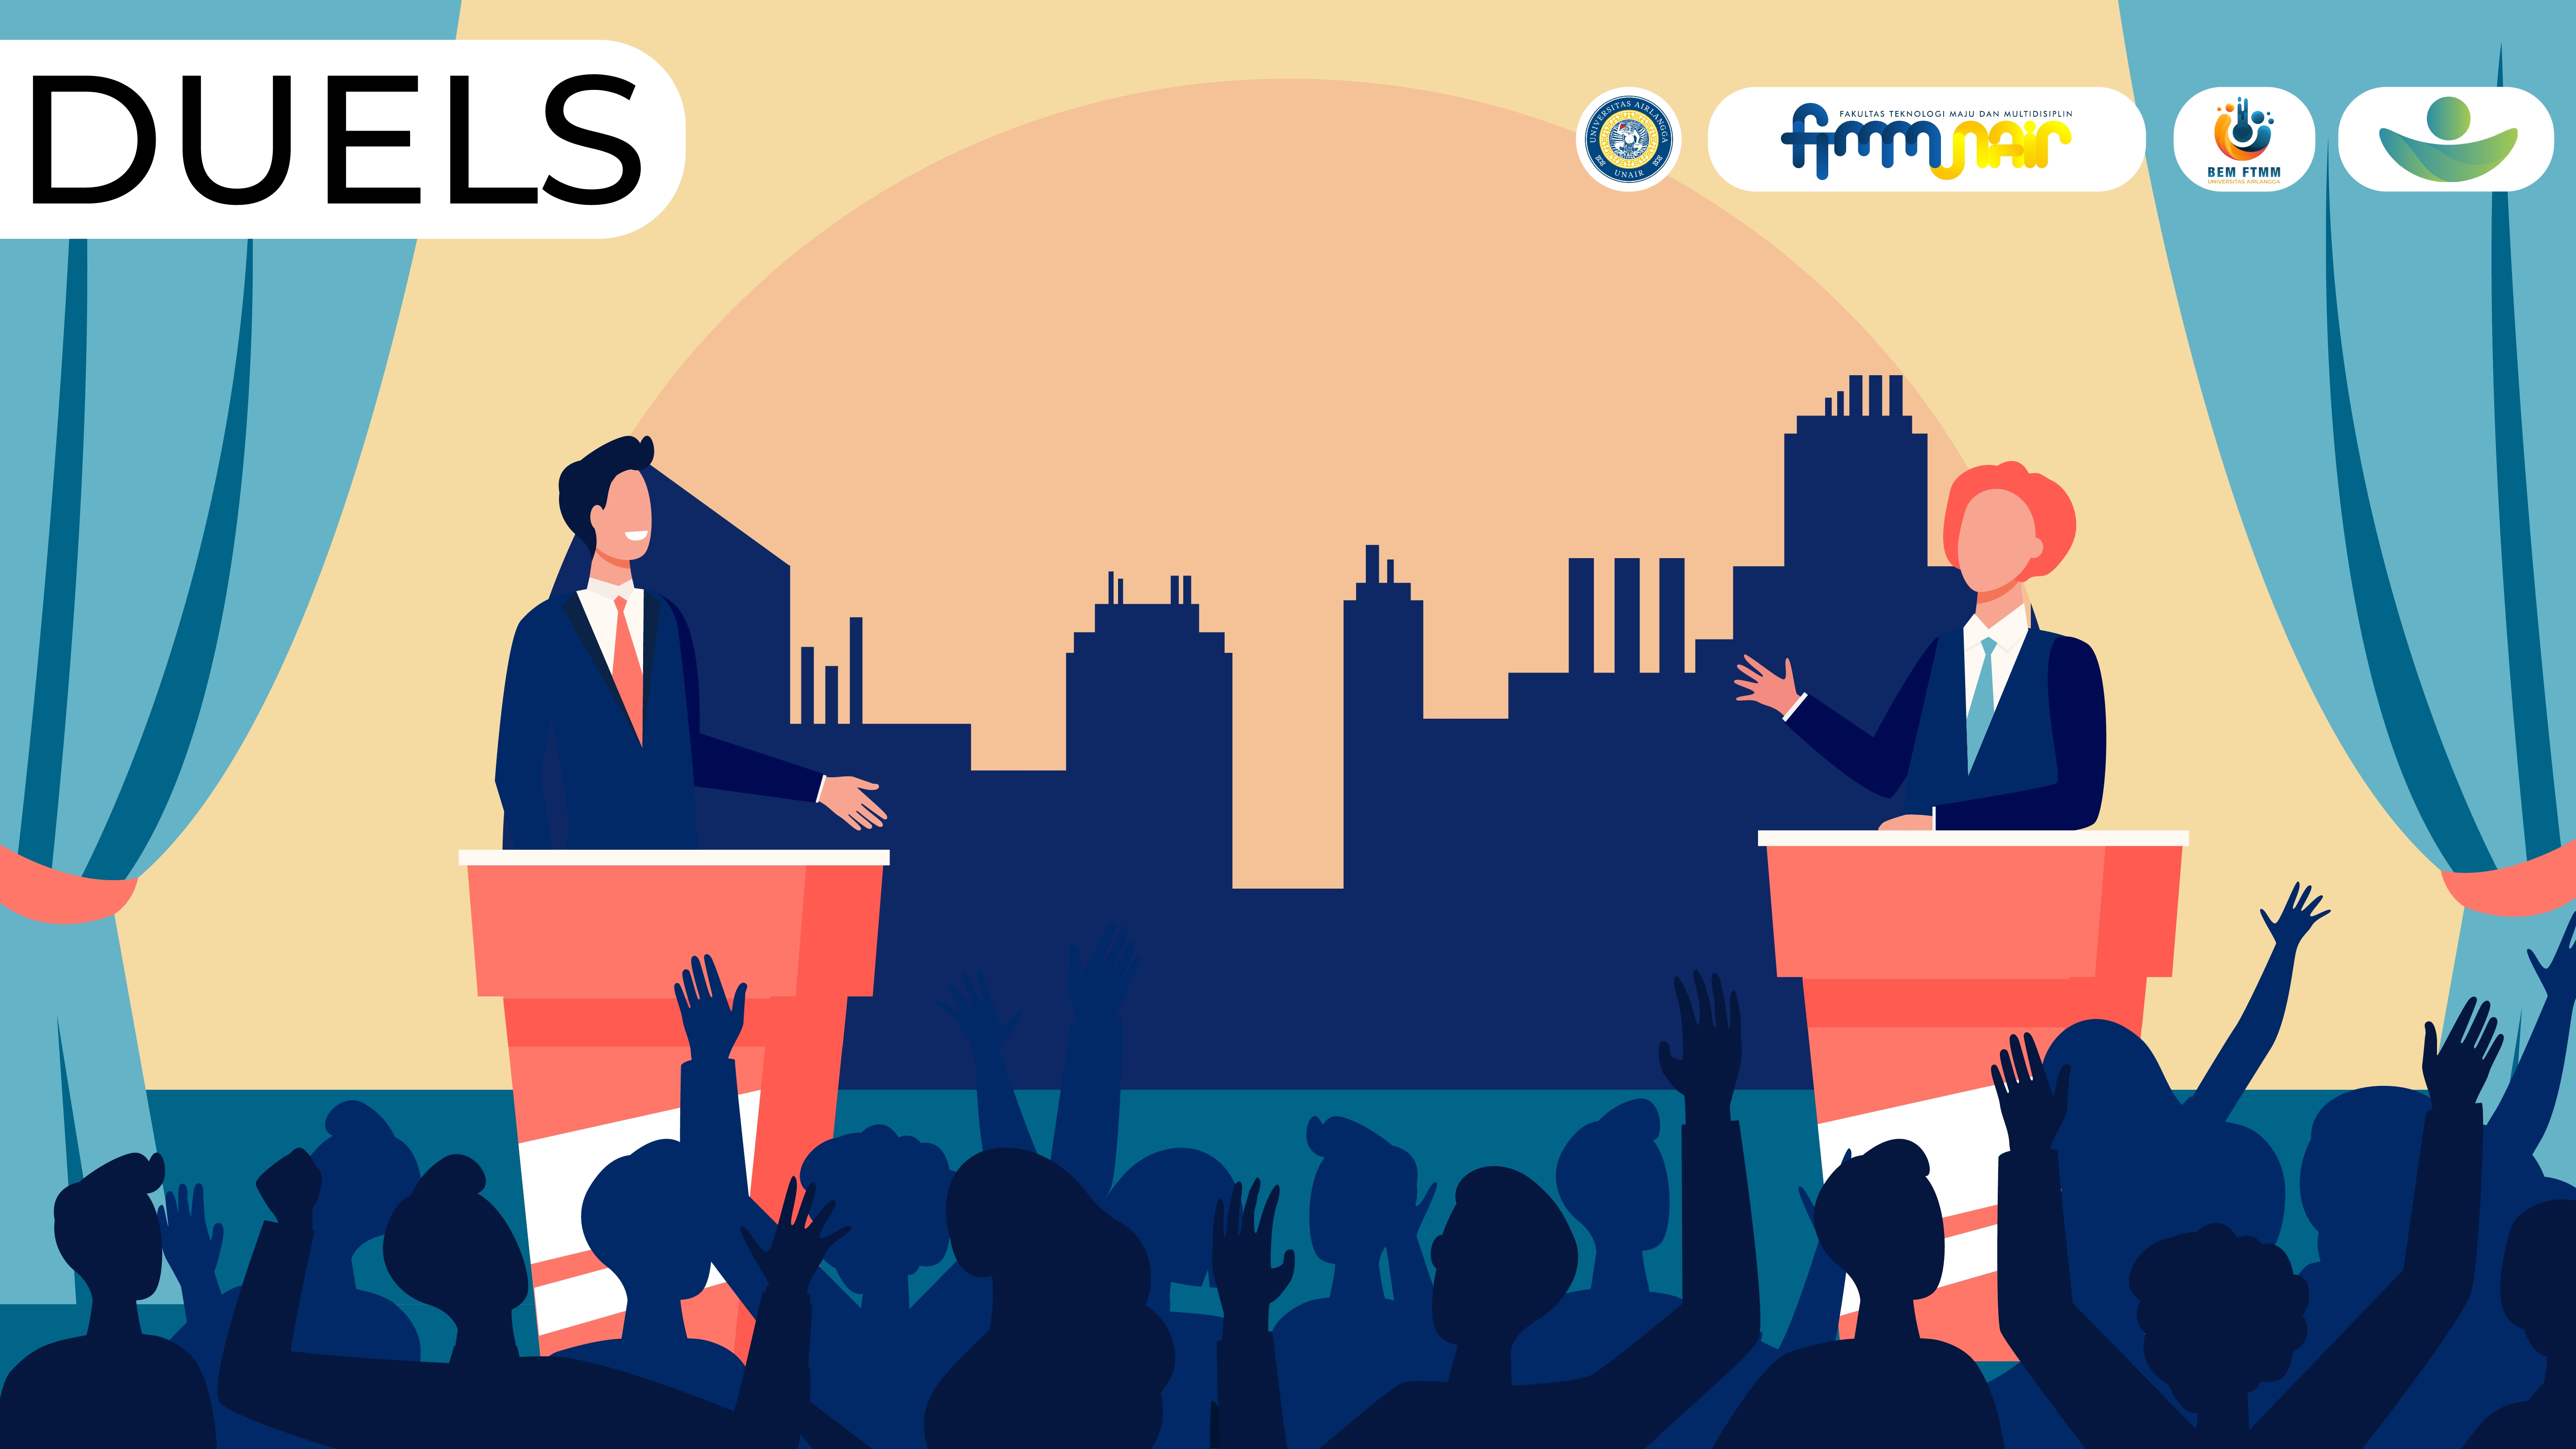 DUELS
UNIVERSITAS AIRLANGGA
UNAIR
FAKULTAS TEKNOLOGI MAJU DAN MULTIDISIPLIN
ftmm UNAIR
BEM FTMM
UNIVERSITAS AIRLANGGA